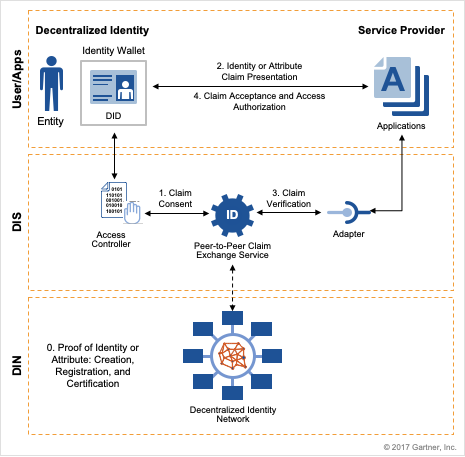 Decentralized Identity
Service Provider
User/Apps
Identity Wallet
DID
Entity
2. Identity or Attribute
Claim Presentation
4. Claim Acceptance and Access
Authorization
A
Applications
DIS
0101
110101
081001.
010010
100101
Access
Controller
1. Claim
Consent
ID
Peer-to-Peer Claim
Exchange Service
3. Claim
Verification
Adapter
DIN
0. Proof of Identity or
Attribute: Creation,
Registration, and
Certification
Decentralized Identity
Network
© 2017 Gartner, Inc.